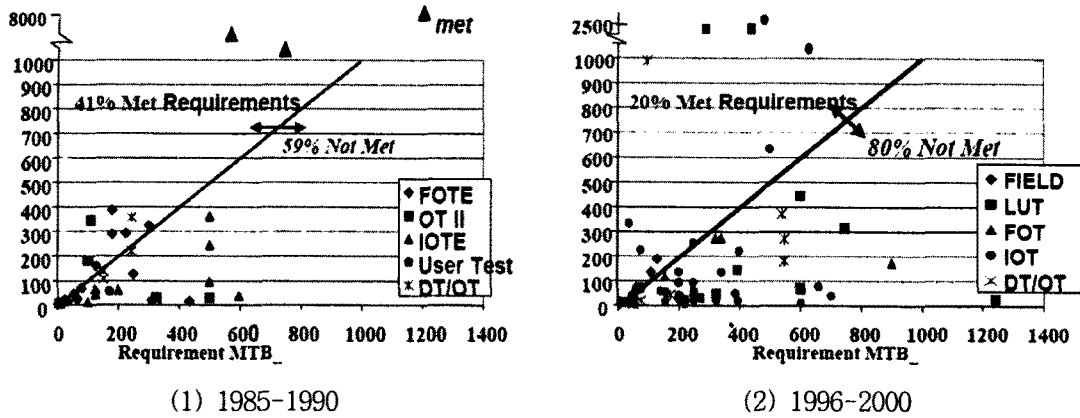 8000
1000
900
800
700
600
500
400
300
200
100
0
met
41% Met Requirements
59% Not Met
FOTE
OT II
IOTE
User Test
DT/OT
0 200 400 600 800 1000 1200 1400
Requirement MTB_
(1) 1985-1990
2500
1000
900
800
700
600
500
400
300
200
100
0
20% Met Requirements
80% Not Met
FIELD
LUT
FOT
IOT
DT/OT
0 200 400 600 800 1000 1200 1400
Requirement MTB_
(2) 1996-2000